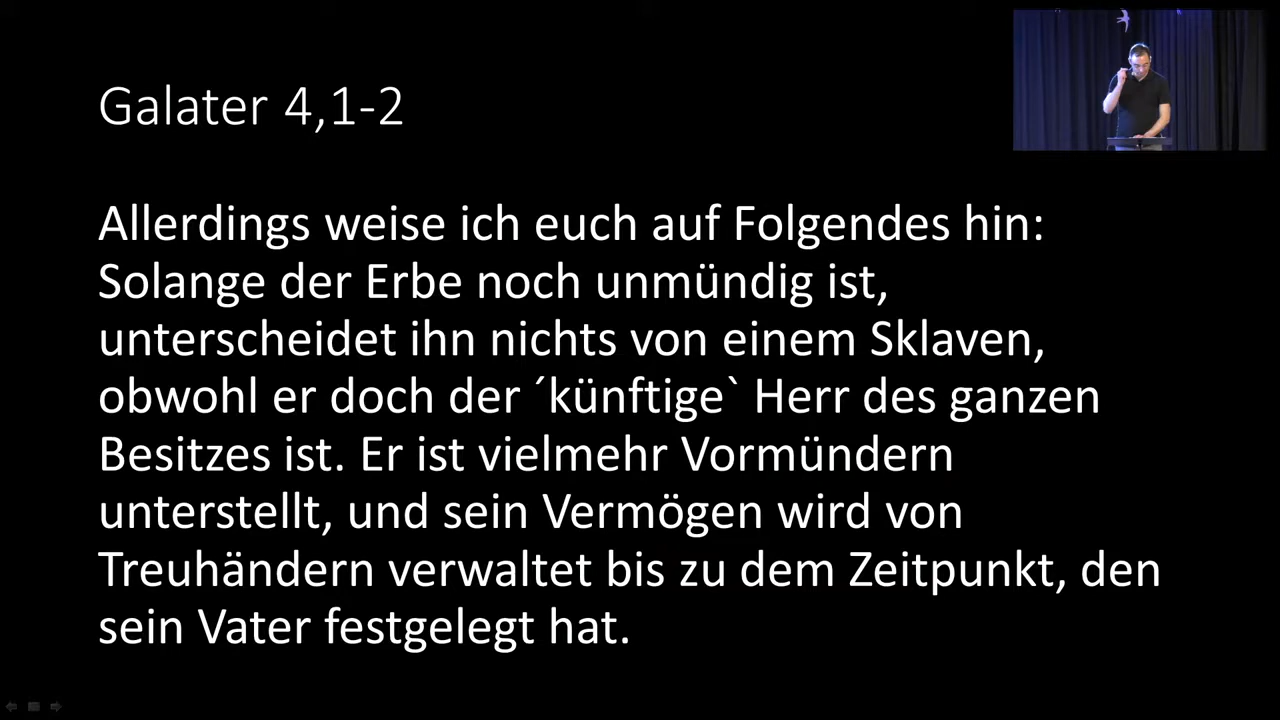 Galater 4,1-2
Allerdings weise ich euch auf Folgendes hin:
Solange der Erbe noch unmündig ist,
unterscheidet ihn nichts von einem Sklaven,
obwohl er doch der ´künftige` Herr des ganzen
Besitzes ist. Er ist vielmehr Vormündern
unterstellt, und sein Vermögen wird von
Treuhändern verwaltet bis zu dem Zeitpunkt, den
sein Vater festgelegt hat.